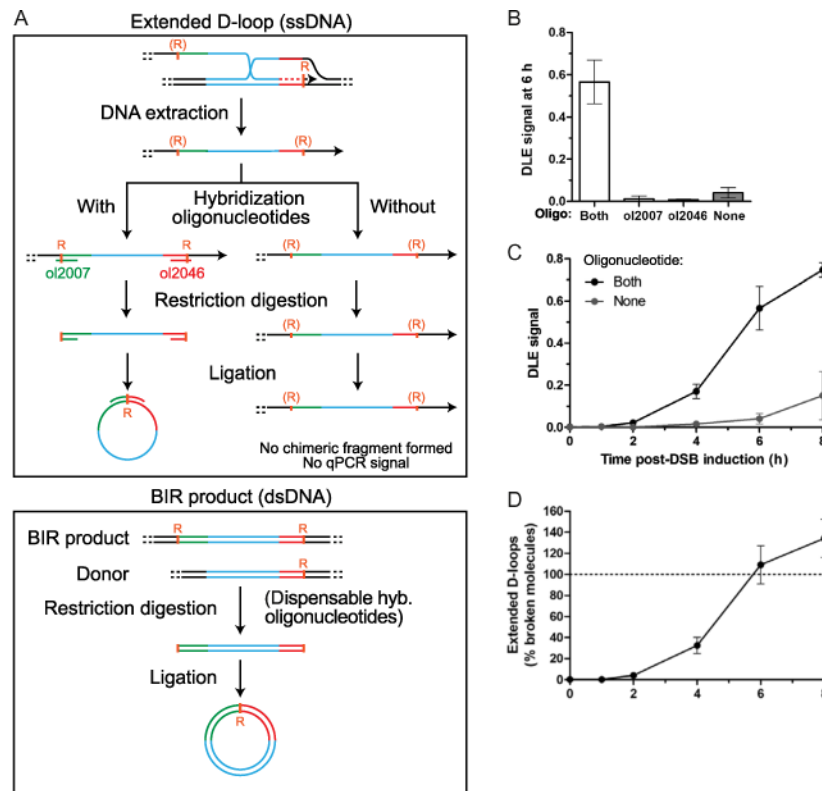 A
Extended D-loop (ssDNA)
(R)
R
DNA extraction
(R)
(R)
With
Hybridization
oligonucleotides
Without
R
R
(R)
(R)
ol2007
ol2046
Restriction digestion
(R)
(R)
Ligation
R
(R)
(R)
No chimeric fragment formed
No qPCR signal
BIR product (dsDNA)
R
R
BIR product
R
Donor
Restriction digestion
(Dispensable hyb.
oligonucleotides)
Ligation
R
B
DLE signal at 6 h
0.8
0.6
0.4
0.2
0.0
Oligo:
Both
ol2007
ol2046
None
C
Oligonucleotide:
Both
None
DLE signal
0.8
0.6
0.4
0.2
0.0
0
2
4
6
8
Time post-DSB induction (h)
D
Extended D-loops
(% broken molecules)
160
140
120
100
80
60
40
20
0
0
2
4
6